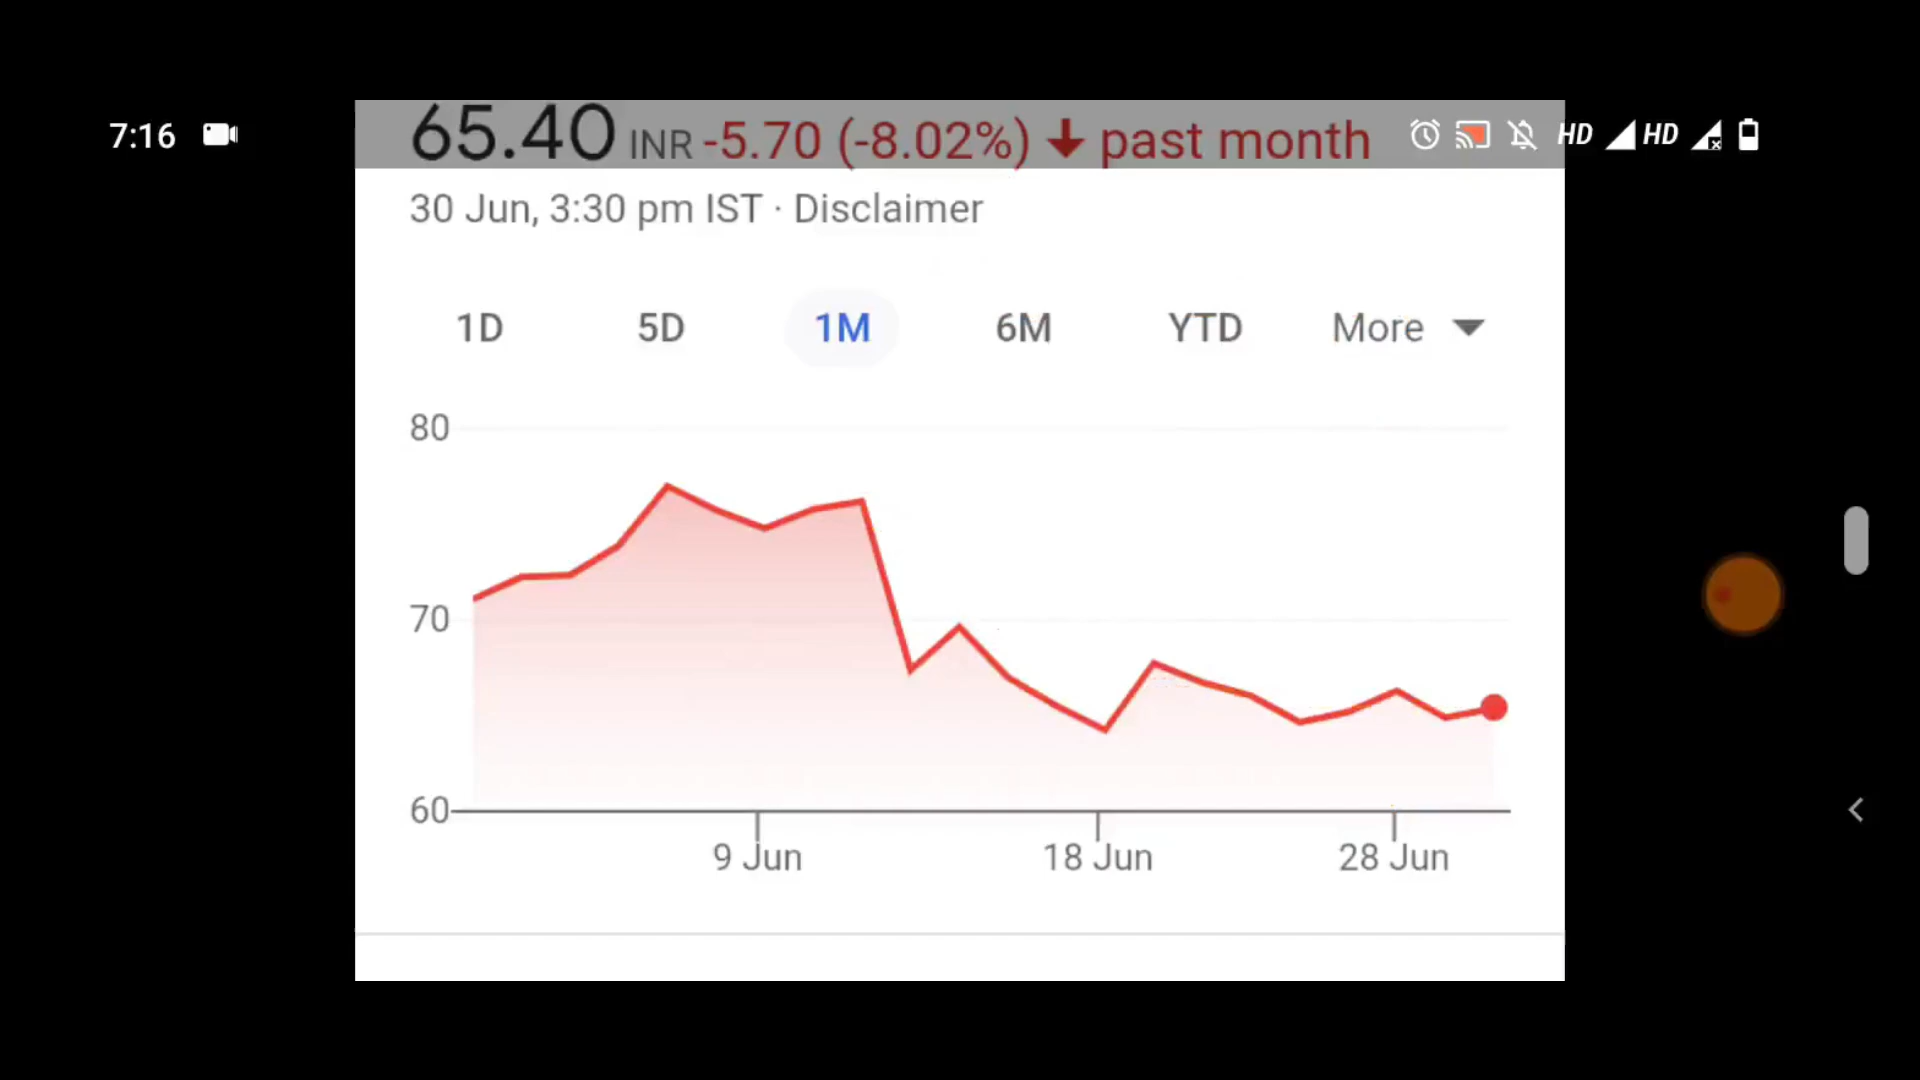 7:16
65.40 INR -5.70 (-8.02%) ↓ past month
HD HD
30 Jun, 3:30 pm IST · Disclaimer
1D 5D 1M 6M YTD More
80
70
60
9 Jun 18 Jun 28 Jun